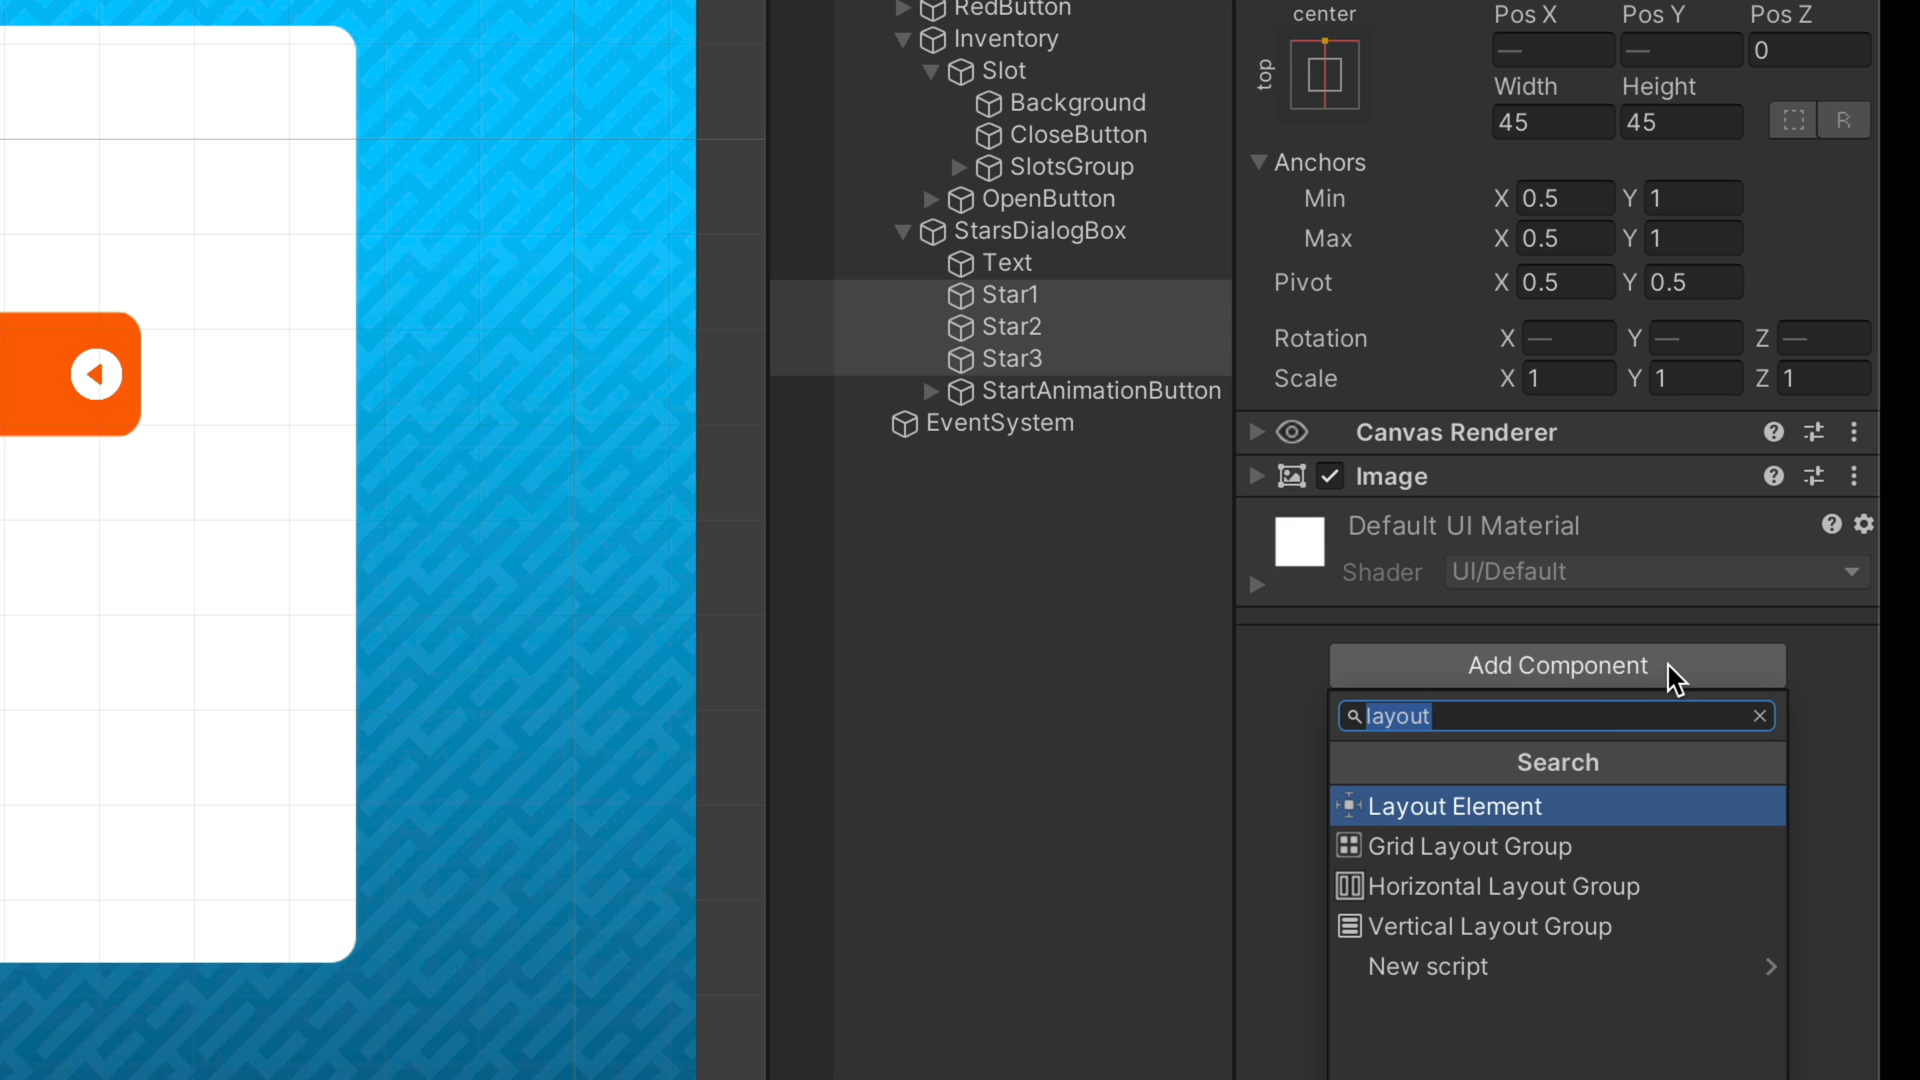 RedButton
Inventory
Slot
Background
CloseButton
SlotsGroup
OpenButton
StarsDialogBox
Text
Star1
Star2
Star3
StartAnimationButton
EventSystem
center
top
Pos X Pos Y Pos Z
— — 0
Width Height
45 45 R
Anchors
Min X 0.5 Y 1
Max X 0.5 Y 1
Pivot X 0.5 Y 0.5
Rotation X — Y — Z —
Scale X 1 Y 1 Z 1
Canvas Renderer
Image
Default UI Material
Shader UI/Default
Add Component
layout
Search
Layout Element
Grid Layout Group
Horizontal Layout Group
Vertical Layout Group
New script